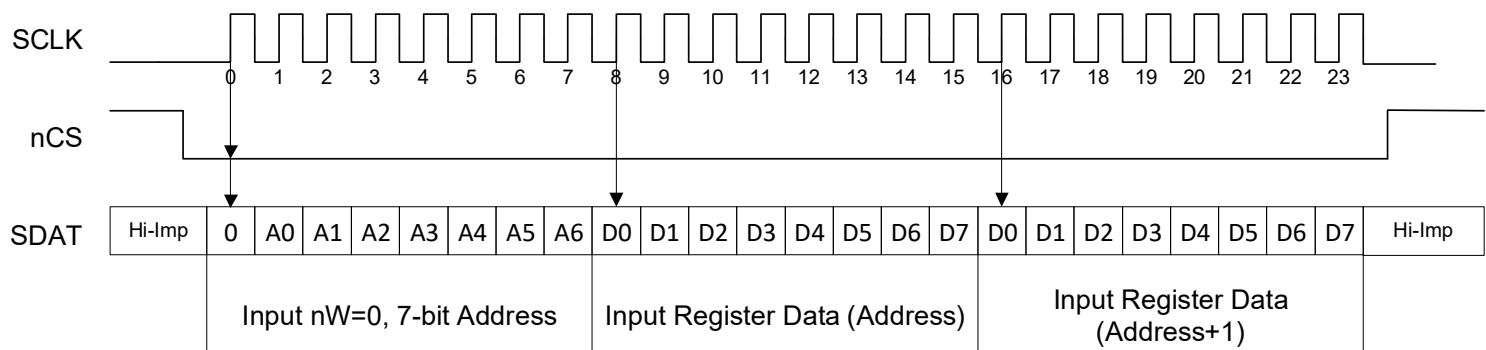 SCLK
0 1 2 3 4 5 6 7 8 9 10 11 12 13 14 15 16 17 18 19 20 21 22 23
nCS
SDAT Hi-Imp 0 A0 A1 A2 A3 A4 A5 A6 D0 D1 D2 D3 D4 D5 D6 D7 D0 D1 D2 D3 D4 D5 D6 D7 Hi-Imp
Input nW=0, 7-bit Address
Input Register Data (Address)
Input Register Data
(Address+1)